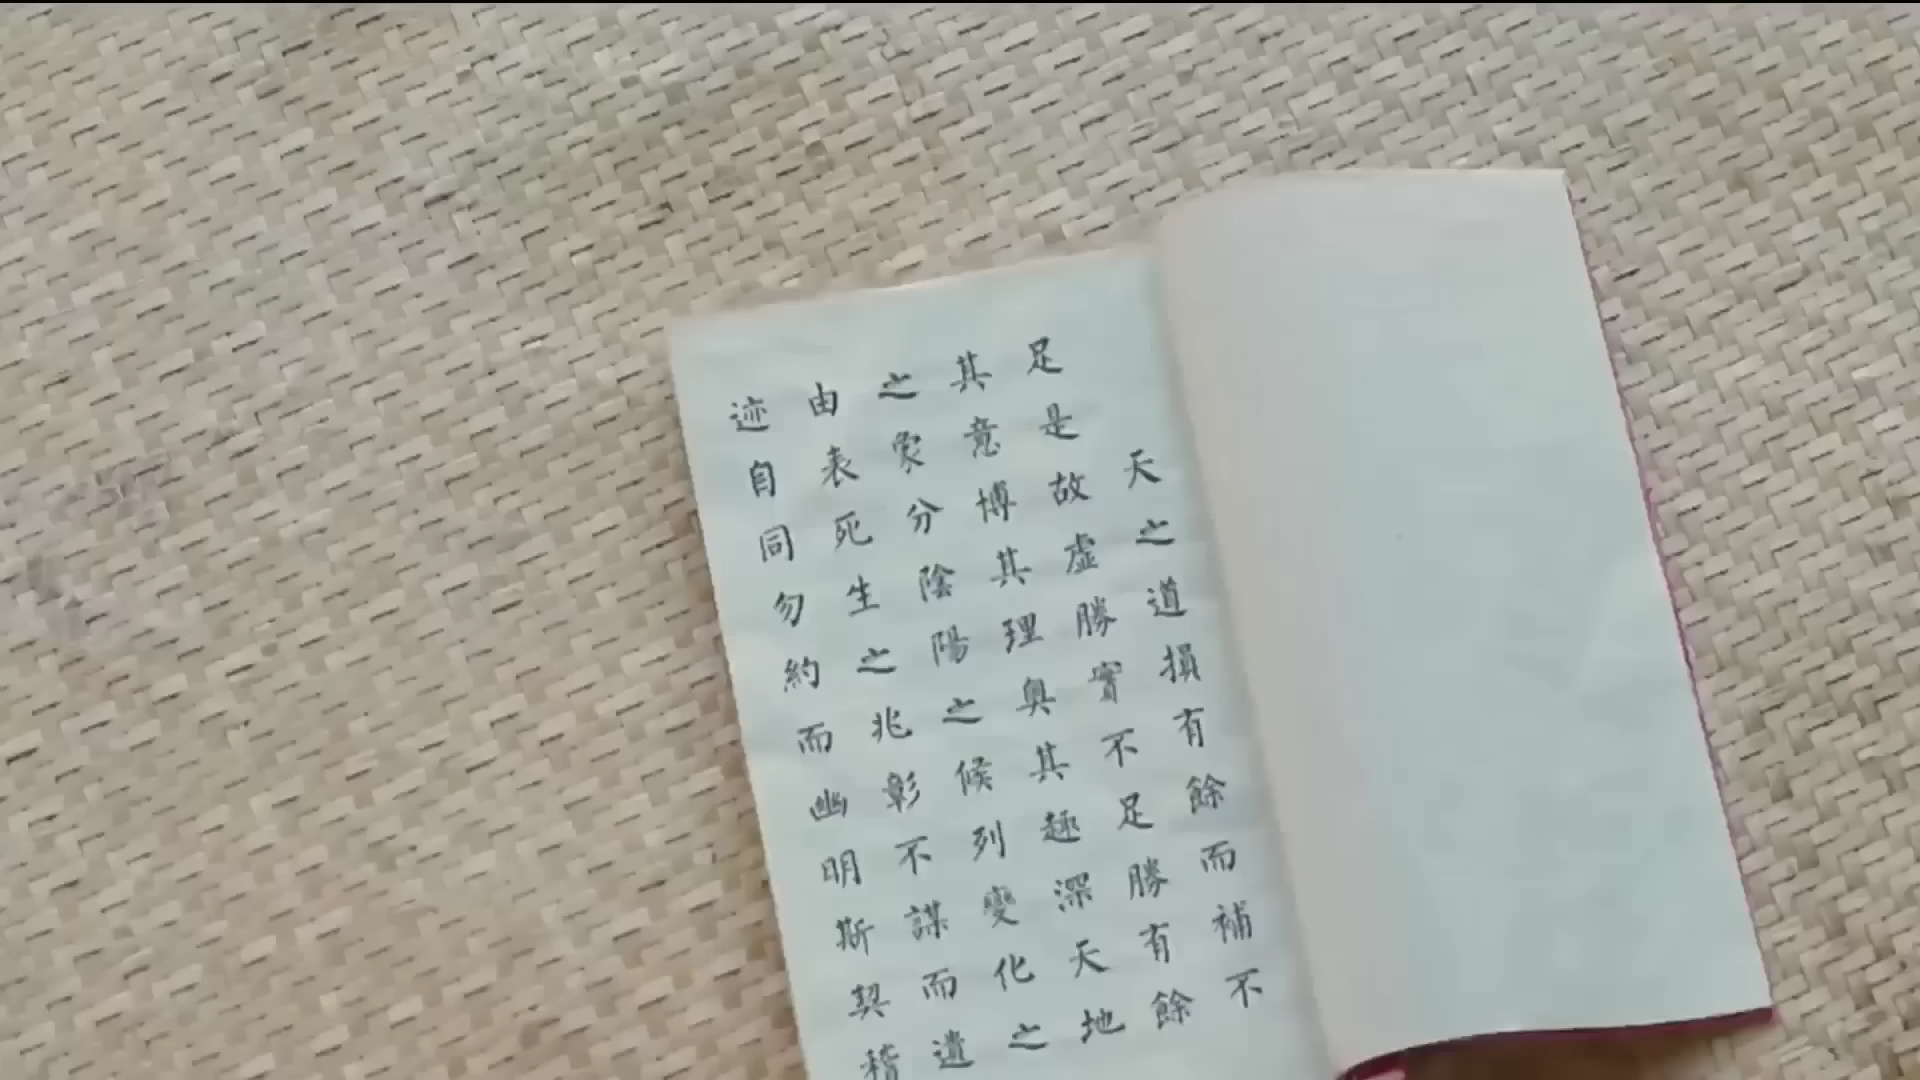 天之道損有餘而補不
足是故虛勝實不足勝有餘
其意博其理奥其趣深天地
之象分陰陽之候列變化之
由表死生之兆彰不謀而遺
迹自同勿約而幽明斯契稽